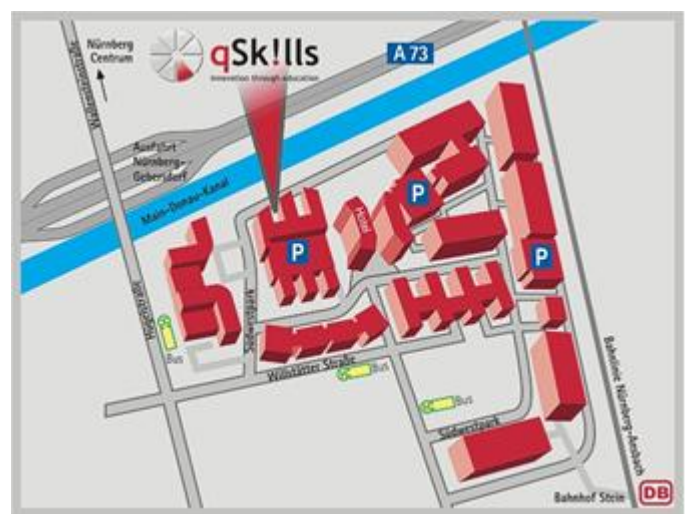 Nürnberg
Centrum
qSk!lls
innovation through education
A 73
Ausfahrt
Nürnberg-
Gebersdorf
Main-Donau-Kanal
Hotel
P
P
P
Südwestpark
Bus
Willstätter Straße
Bus
Bus
Südwestpark
Bahnlinie Nürnberg-Ansbach
Bahnhof Stein
DB